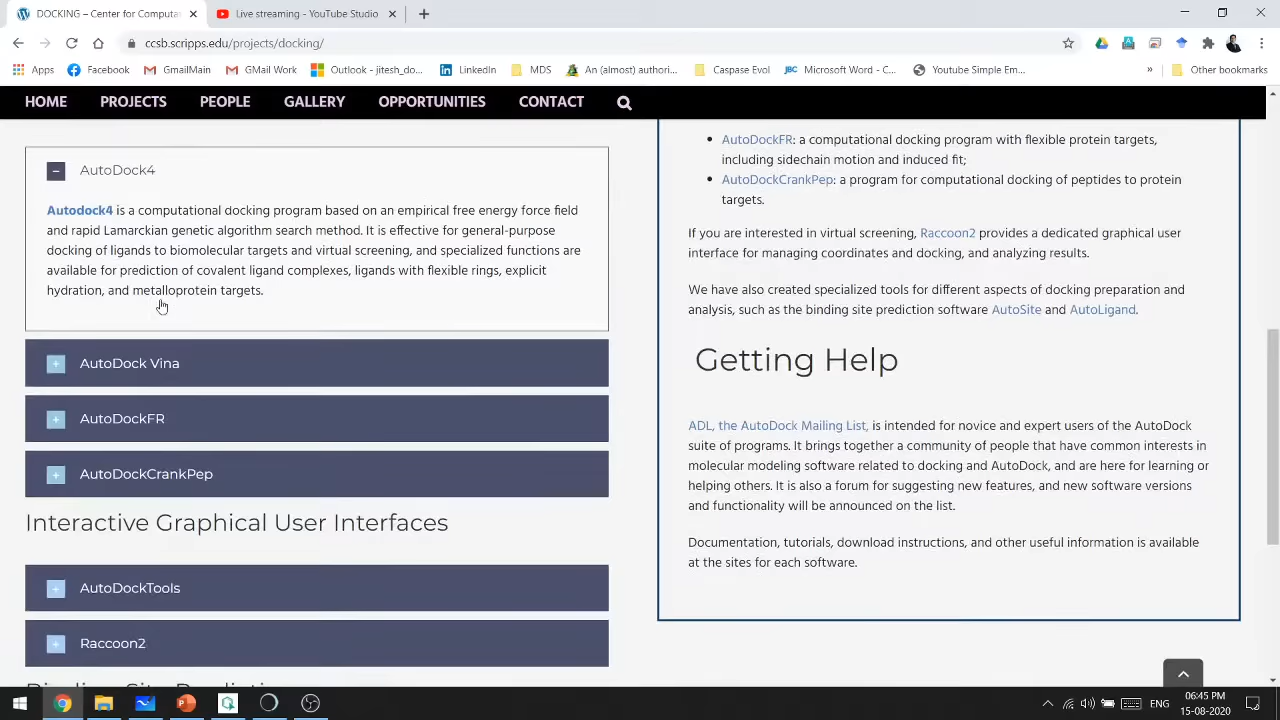 DOCKING – Center for Computa
Live streaming - YouTube Studio
ccsb.scripps.edu/projects/docking/
Apps
Facebook
GmailMain
GMail Work
Outlook - jitesh_do...
LinkedIn
MDS
An (almost) authori...
Caspase Evol
JBC
Microsoft Word - C...
Youtube Simple Em...
»
Other bookmarks
HOME
PROJECTS
PEOPLE
GALLERY
OPPORTUNITIES
CONTACT
AutoDock4
Autodock4 is a computational docking program based on an empirical free energy force field
and rapid Lamarckian genetic algorithm search method. It is effective for general-purpose
docking of ligands to biomolecular targets and virtual screening, and specialized functions are
available for prediction of covalent ligand complexes, ligands with flexible rings, explicit
hydration, and metalloprotein targets.
AutoDock Vina
AutoDockFR
AutoDockCrankPep
Interactive Graphical User Interfaces
AutoDockTools
Raccoon2
AutoDockFR: a computational docking program with flexible protein targets,
including sidechain motion and induced fit;
AutoDockCrankPep: a program for computational docking of peptides to protein
targets.
If you are interested in virtual screening, Raccoon2 provides a dedicated graphical user
interface for managing coordinates and docking, and analyzing results.
We have also created specialized tools for different aspects of docking preparation and
analysis, such as the binding site prediction software AutoSite and AutoLigand.
Getting Help
ADL, the AutoDock Mailing List, is intended for novice and expert users of the AutoDock
suite of programs. It brings together a community of people that have common interests in
molecular modeling software related to docking and AutoDock, and are here for learning or
helping others. It is also a forum for suggesting new features, and new software versions
and functionality will be announced on the list.
Documentation, tutorials, download instructions, and other useful information is available
at the sites for each software.
ENG
06:45 PM
15-08-2020